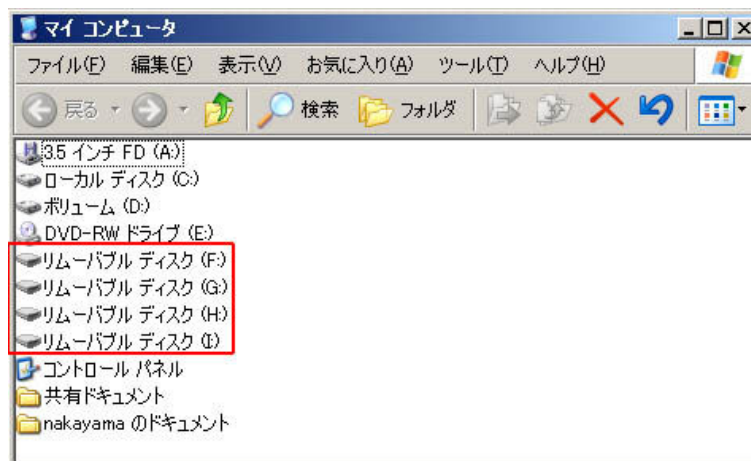 マイ コンピュータ
ファイル(F) 編集(E) 表示(V) お気に入り(A) ツール(T) ヘルプ(H)
戻る 検索 フォルダ
3.5 インチ FD (A:)
ローカル ディスク (C:)
ボリューム (D:)
DVD-RW ドライブ (E:)
リムーバブル ディスク (F:)
リムーバブル ディスク (G:)
リムーバブル ディスク (H:)
リムーバブル ディスク (I:)
コントロール パネル
共有ドキュメント
nakayama のドキュメント